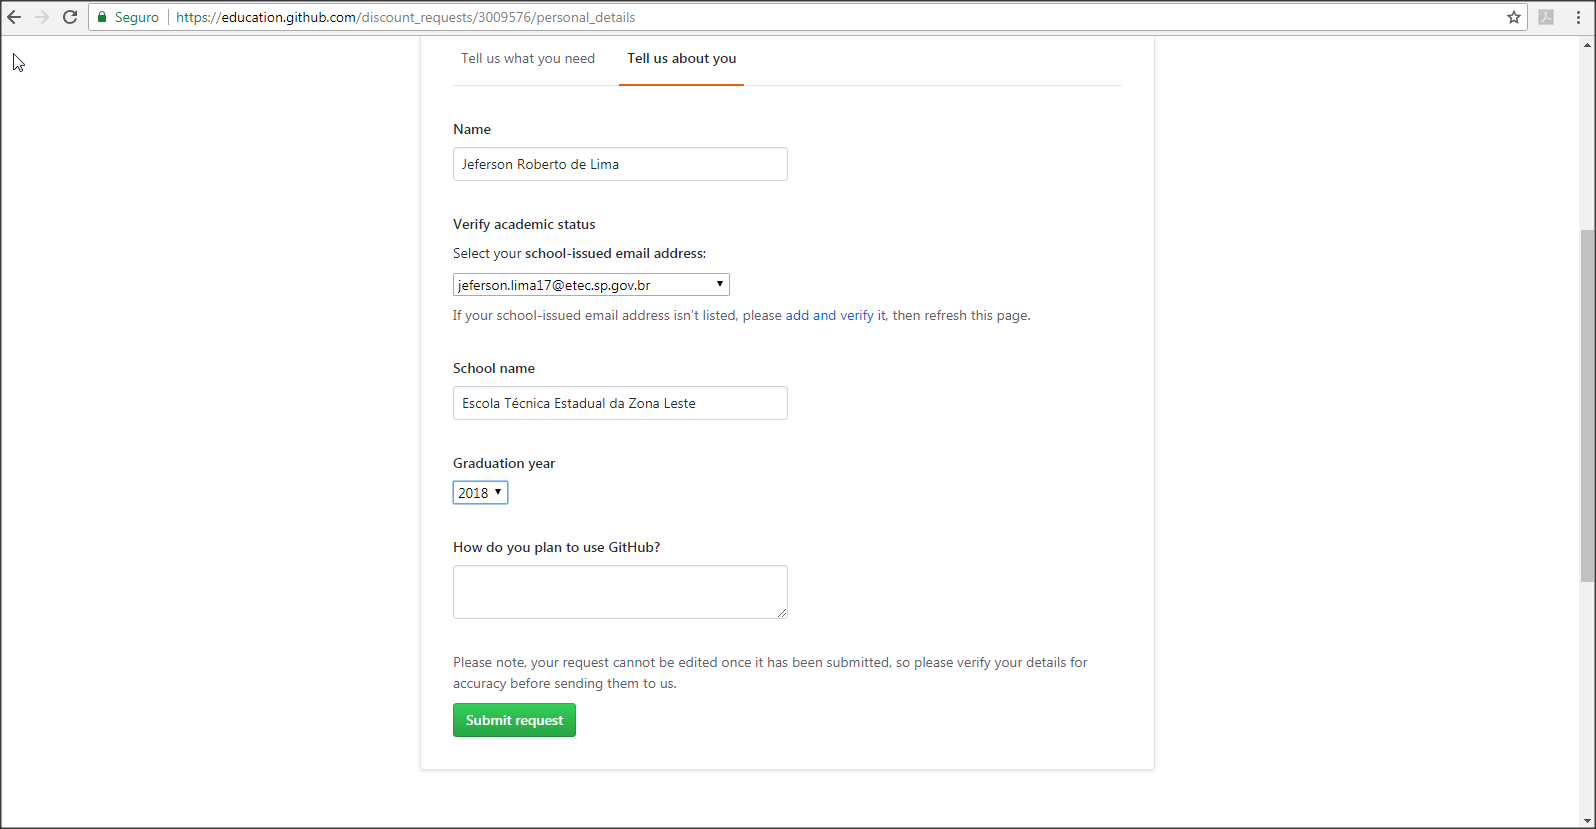 Seguro https://education.github.com/discount_requests/3009576/personal_details
Tell us what you need Tell us about you
Name
Jeferson Roberto de Lima
Verify academic status
Select your school-issued email address:
jeferson.lima17@etec.sp.gov.br
If your school-issued email address isn't listed, please add and verify it, then refresh this page.
School name
Escola Técnica Estadual da Zona Leste
Graduation year
2018
How do you plan to use GitHub?
Please note, your request cannot be edited once it has been submitted, so please verify your details for
accuracy before sending them to us.
Submit request